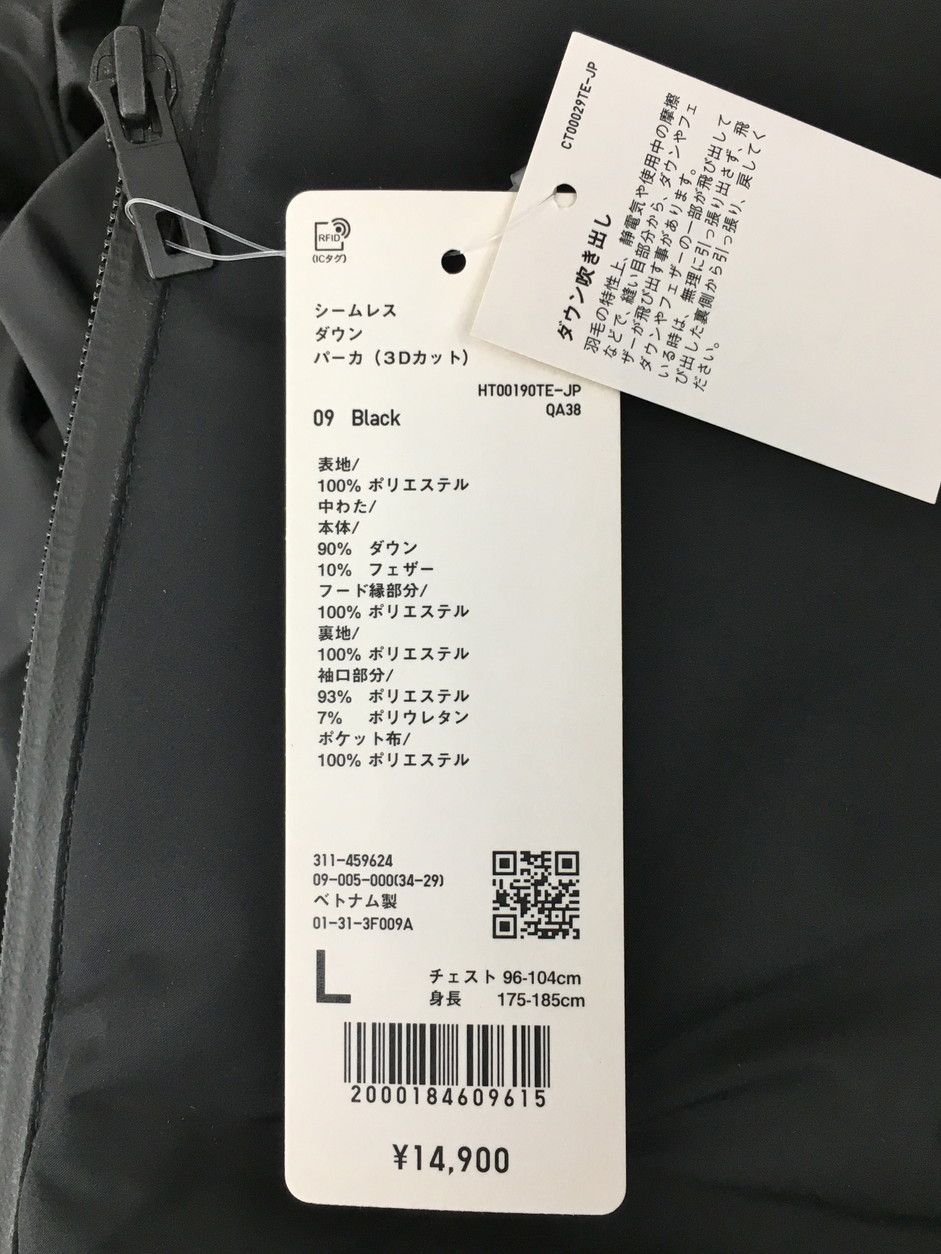 RFID
(ICタグ)
シームレス
ダウン
パーカ（3Dカット）
HT00190TE-JP
QA38
09 Black
表地/
100% ポリエステル
中わた/
本体/
90% ダウン
10% フェザー
フード縁部分/
100% ポリエステル
裏地/
100% ポリエステル
袖口部分/
93% ポリエステル
7% ポリウレタン
ポケット布/
100% ポリエステル
311-459624
09-005-000(34-29)
ベトナム製
01-31-3F009A
L
チェスト 96-104cm
身長 175-185cm
2000184609615
¥14,900
CT00029TE-JP
ダウン吹き出し
羽毛の特性上、静電気や使用中の摩擦
などで、縫い目部分から、ダウンやフェ
ザーが飛び出す事があります。
ダウンやフェザーの一部が飛び出して
いる時は、無理に引っ張り出さず、飛
び出した裏側から引っ張り、戻してく
ださい。